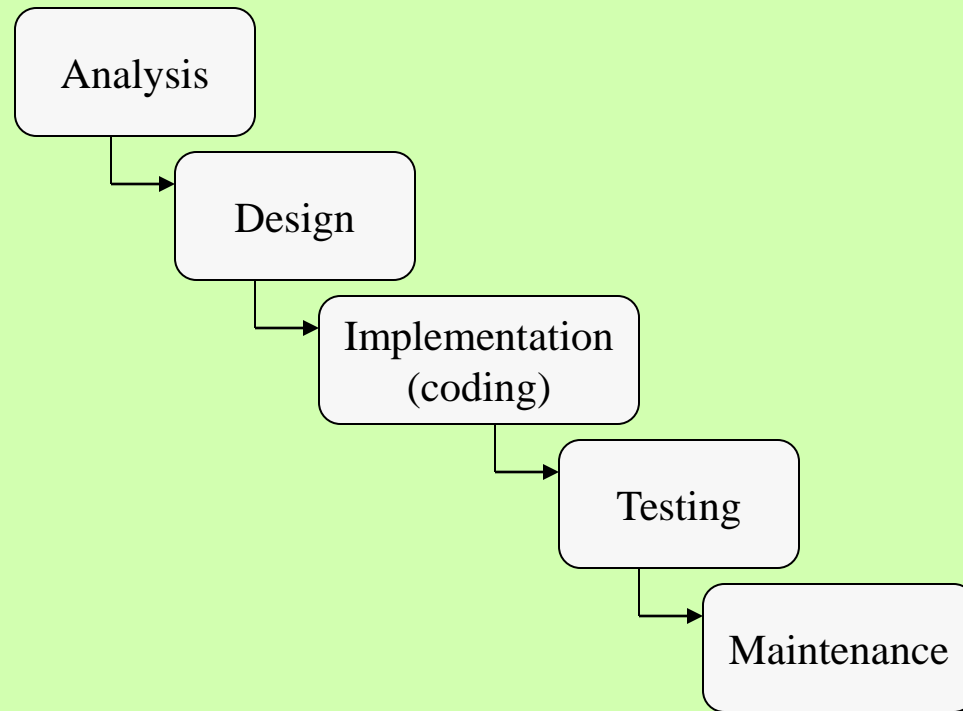 Analysis
Design
Implementation
(coding)
Testing
Maintenance